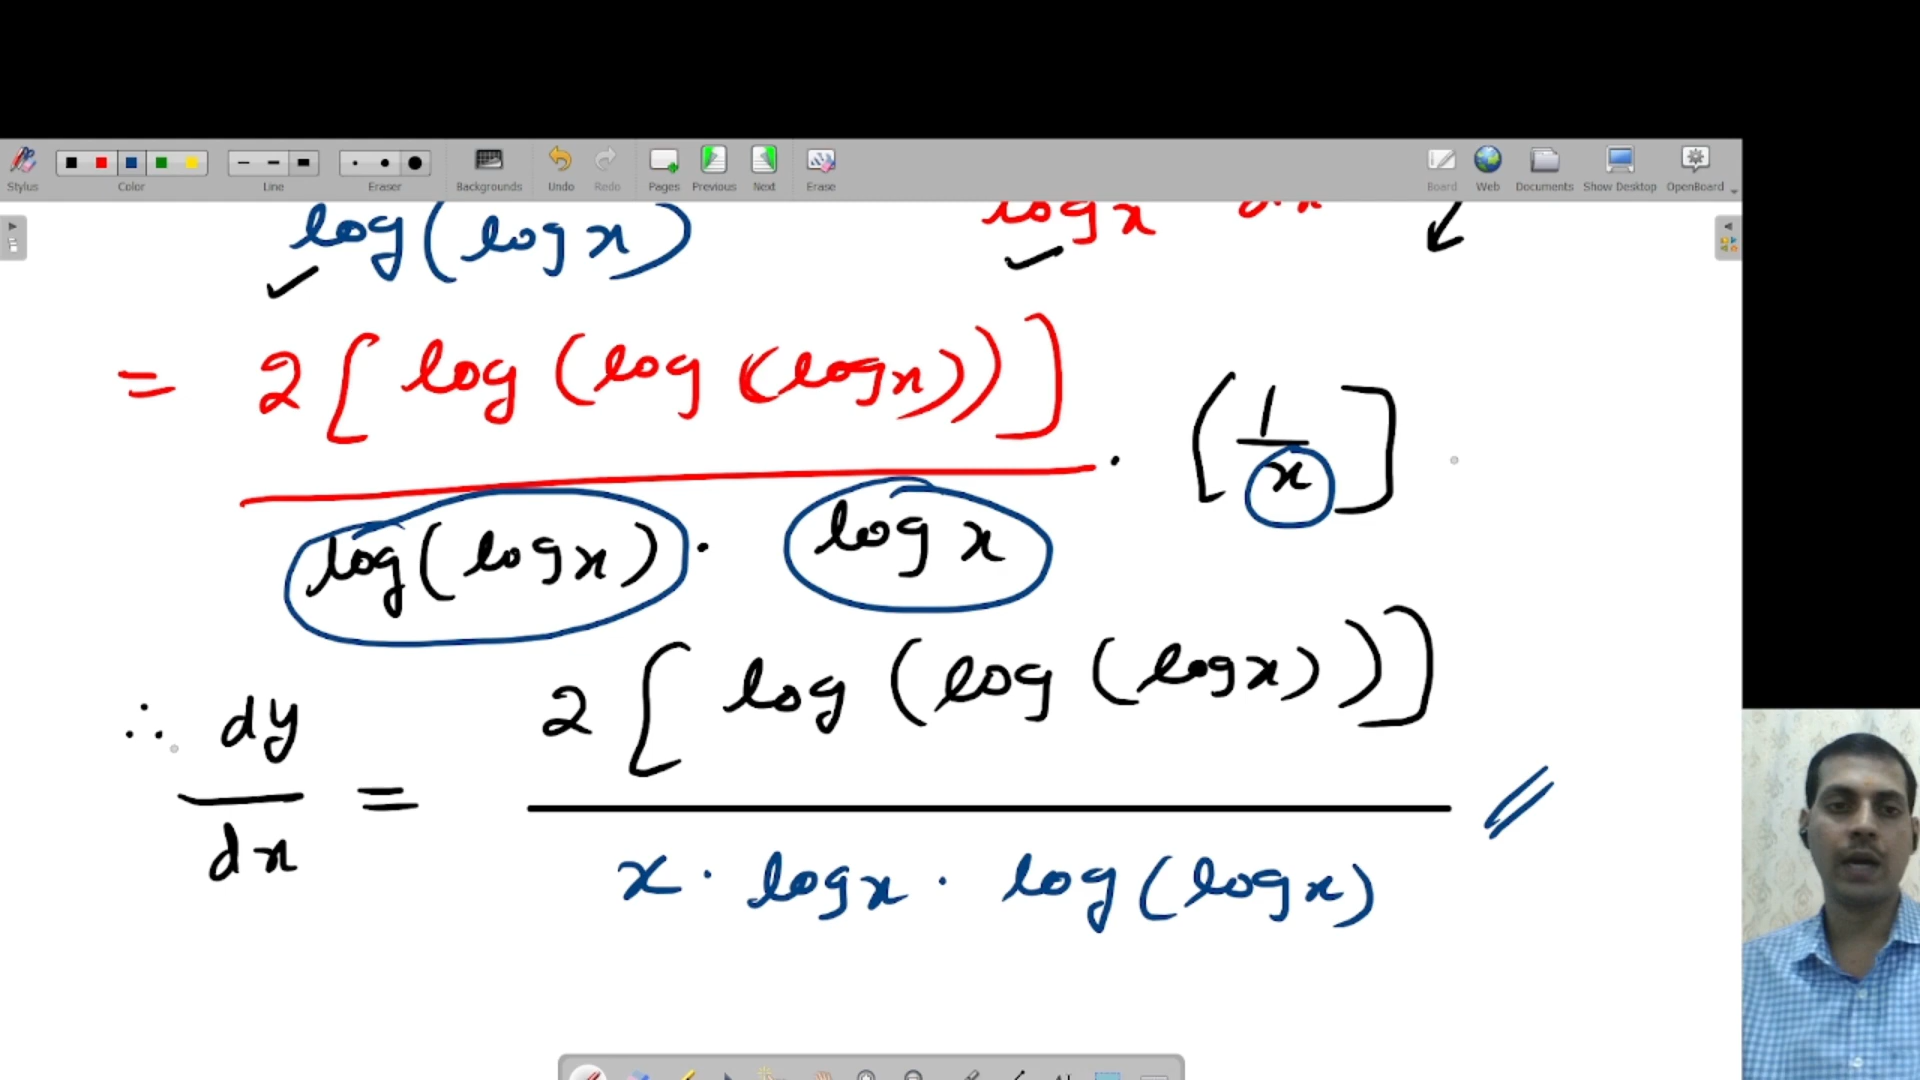 Stylus Color Line Eraser Backgrounds Undo Redo Pages Previous Next Erase Board Web Documents Show Desktop OpenBoard
log(log x) log x dx
= 2[log(log(log x))] . [1/x]
log(log x) . log x
∴ dy/dx = 2[log(log(log x))]
x . log x . log(log x)